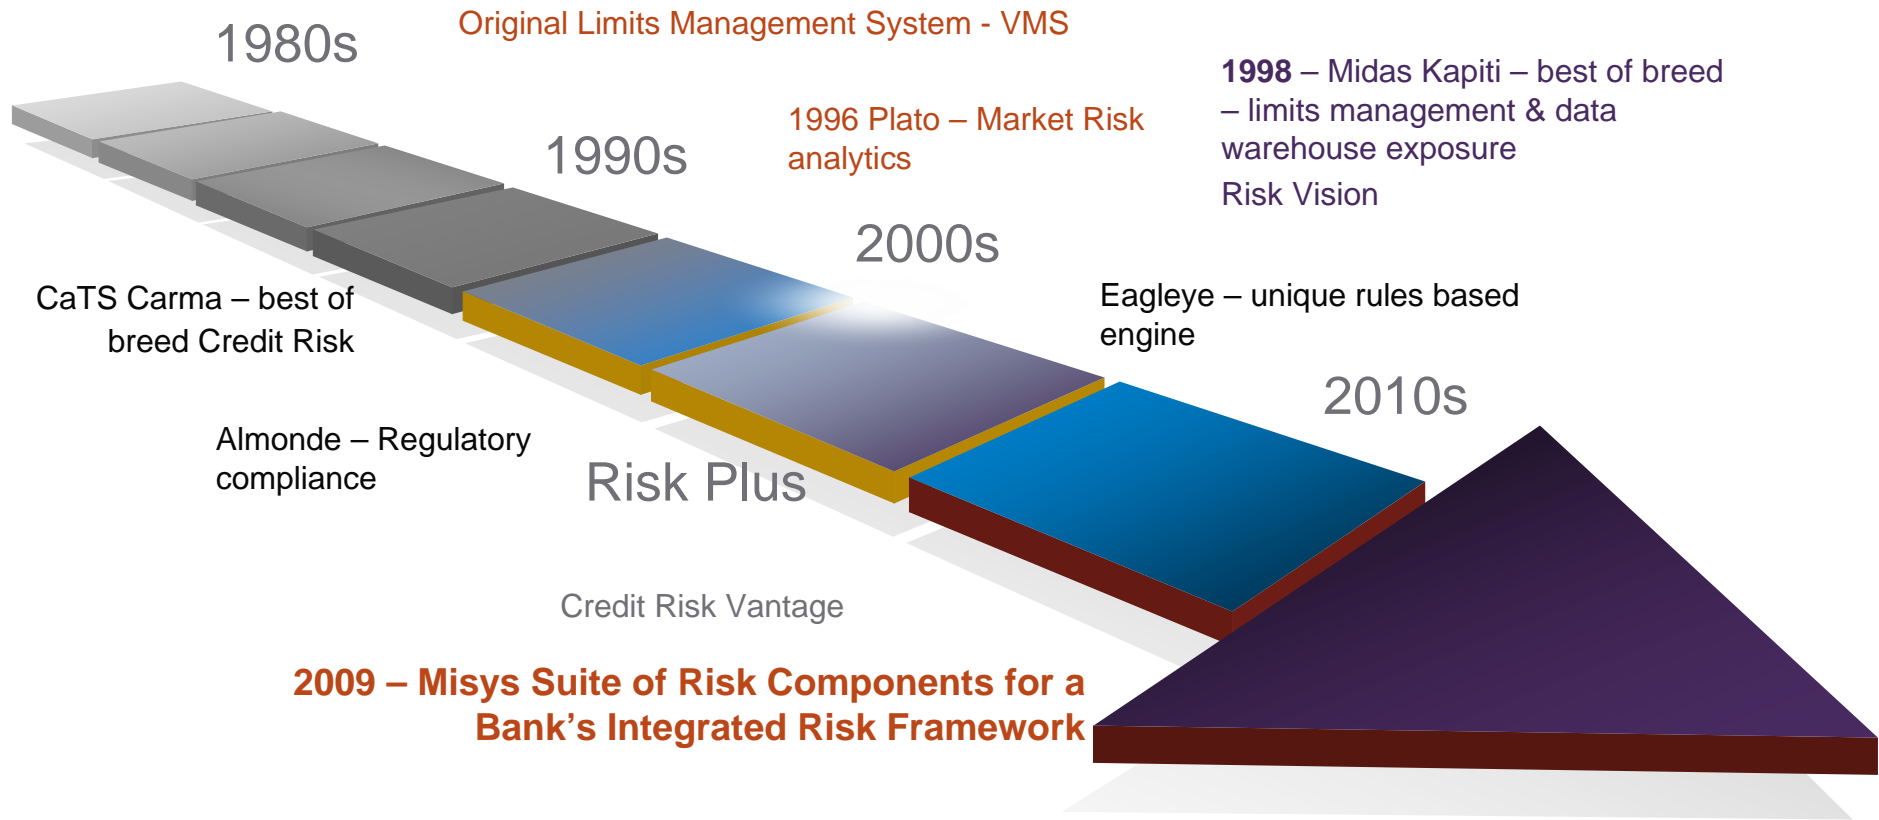 Original Limits Management System - VMS
1980s
1998 – Midas Kapiti – best of breed
– limits management & data
warehouse exposure
Risk Vision
1996 Plato – Market Risk
analytics
1990s
2000s
CaTS Carma – best of
breed Credit Risk
Eagleye – unique rules based
engine
2010s
Almonde – Regulatory
compliance
Risk Plus
Credit Risk Vantage
2009 – Misys Suite of Risk Components for a
Bank’s Integrated Risk Framework